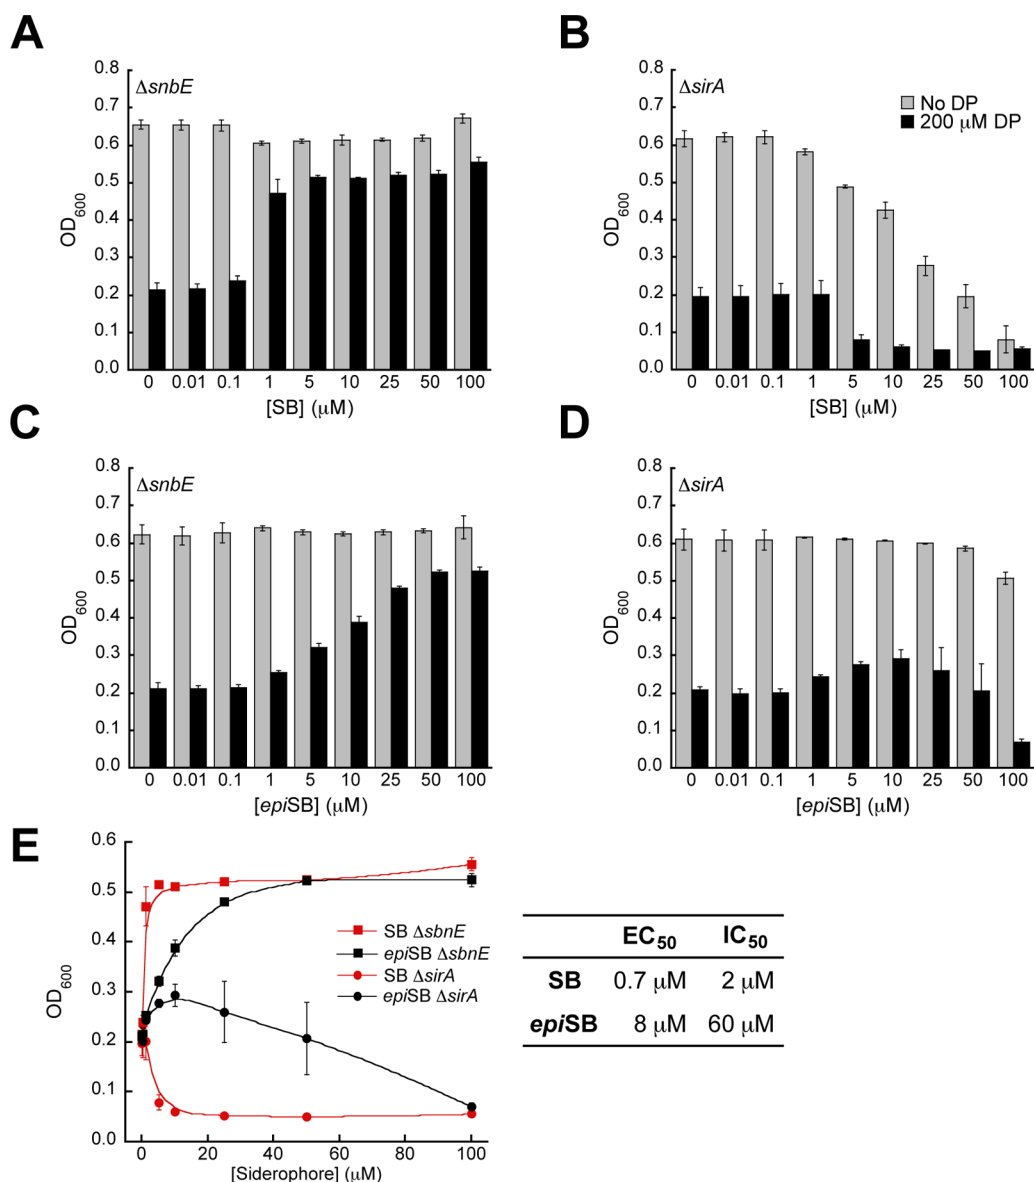 A
0.8
0.7
0.6
0.5
0.4
0.3
0.2
0.1
0.0
OD600
ΔsnbE
0 0.01 0.1 1 5 10 25 50 100
[SB] (μM)
B
0.8
0.7
0.6
0.5
0.4
0.3
0.2
0.1
0.0
OD600
ΔsirA
No DP
200 μM DP
0 0.01 0.1 1 5 10 25 50 100
[SB] (μM)
C
0.8
0.7
0.6
0.5
0.4
0.3
0.2
0.1
0.0
OD600
ΔsnbE
0 0.01 0.1 1 5 10 25 50 100
[epiSB] (μM)
D
0.8
0.7
0.6
0.5
0.4
0.3
0.2
0.1
0.0
OD600
ΔsirA
0 0.01 0.1 1 5 10 25 50 100
[epiSB] (μM)
E
0.6
0.5
0.4
0.3
0.2
0.1
0.0
OD600
SB ΔsbnE
epiSB ΔsbnE
SB ΔsirA
epiSB ΔsirA
0 20 40 60 80 100
[Siderophore] (μM)
EC50 IC50
SB 0.7 μM 2 μM
epiSB 8 μM 60 μM